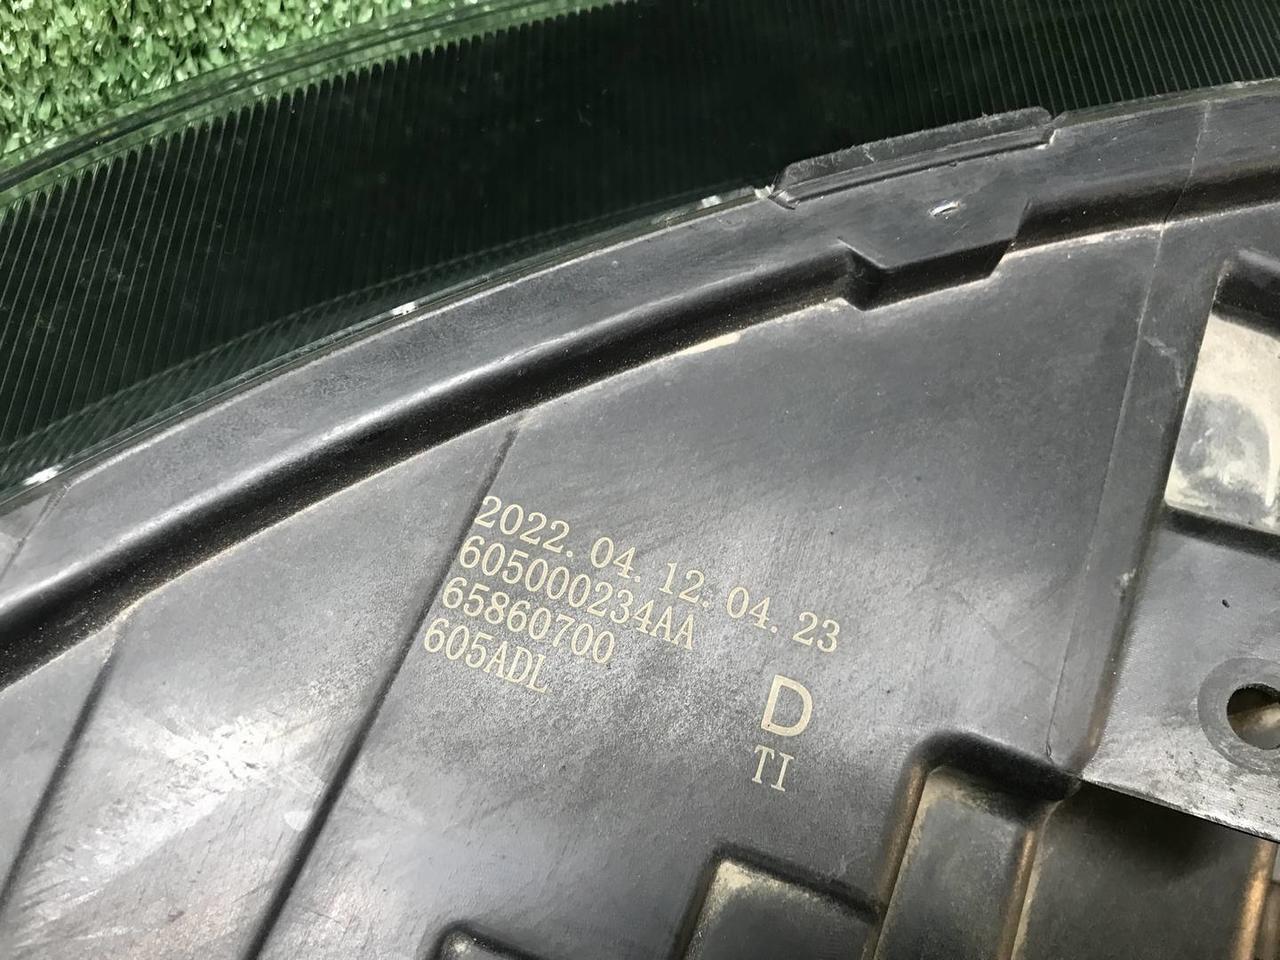 2022. 04. 12. 04. 23
605000234AA
65860700
605ADL
D
TI